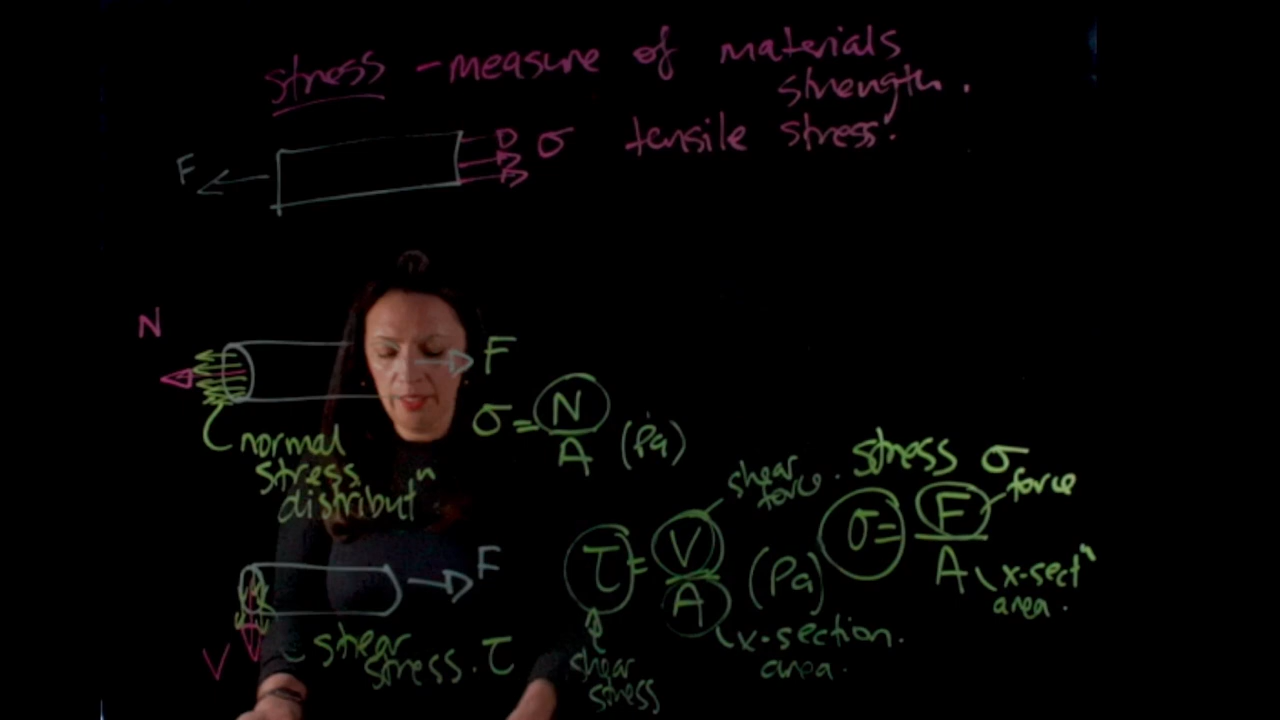 stress - measure of materials
strength.
F
σ tensile stress.
N
F
σ = N/A (Pa)
normal
stress
distributⁿ
stress σ
σ = F/A
force
x-sectⁿ
area.
shear
force.
τ = V/A (Pa)
x-section
area.
shear
stress
F
V
shear
stress. τ